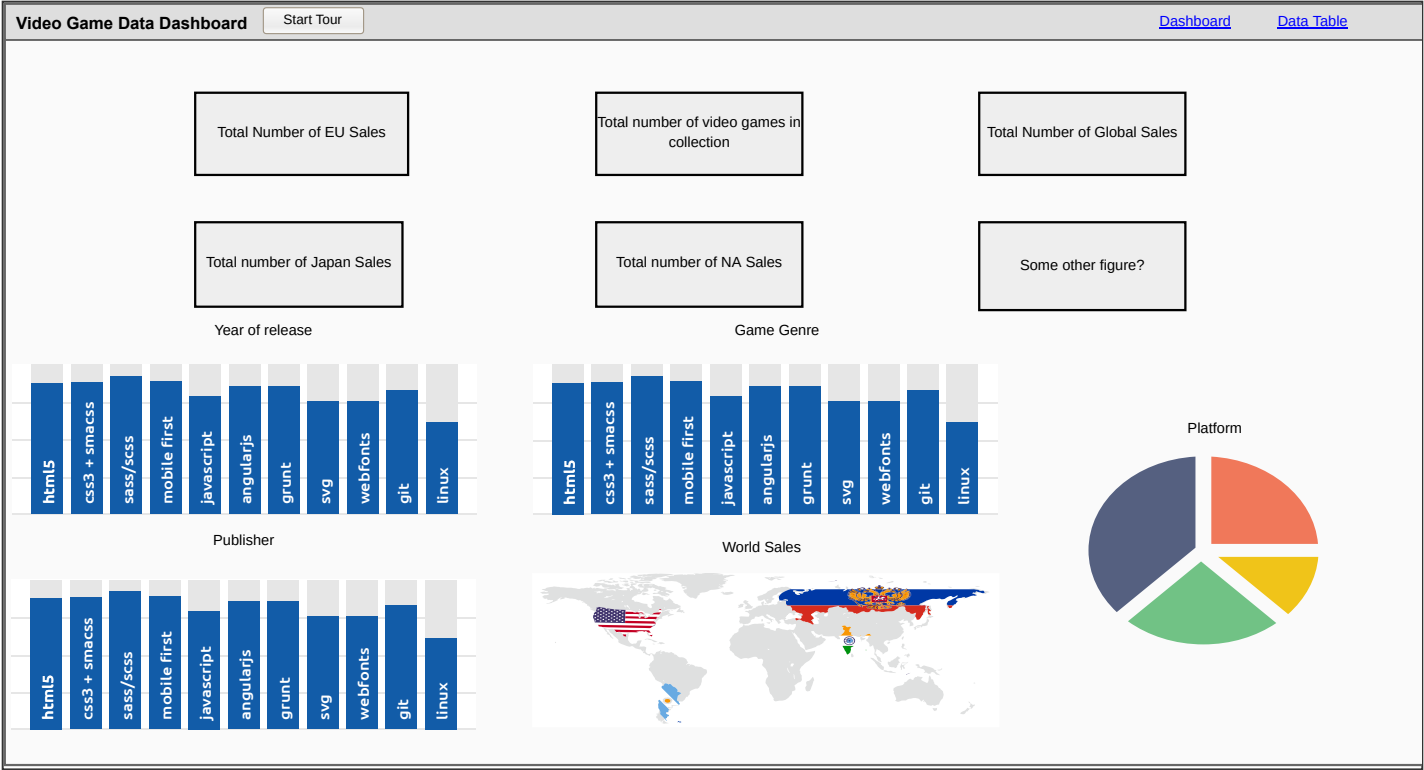 Video Game Data Dashboard
Start Tour
Dashboard
Data Table
Total Number of EU Sales
Total number of video games in
collection
Total Number of Global Sales
Total number of Japan Sales
Total number of NA Sales
Some other figure?
Year of release
html5
css3 + smacss
sass/scss
mobile first
javascript
angularjs
grunt
svg
webfonts
git
linux
Game Genre
html5
css3 + smacss
sass/scss
mobile first
javascript
angularjs
grunt
svg
webfonts
git
linux
Platform
Publisher
html5
css3 + smacss
sass/scss
mobile first
javascript
angularjs
grunt
svg
webfonts
git
linux
World Sales